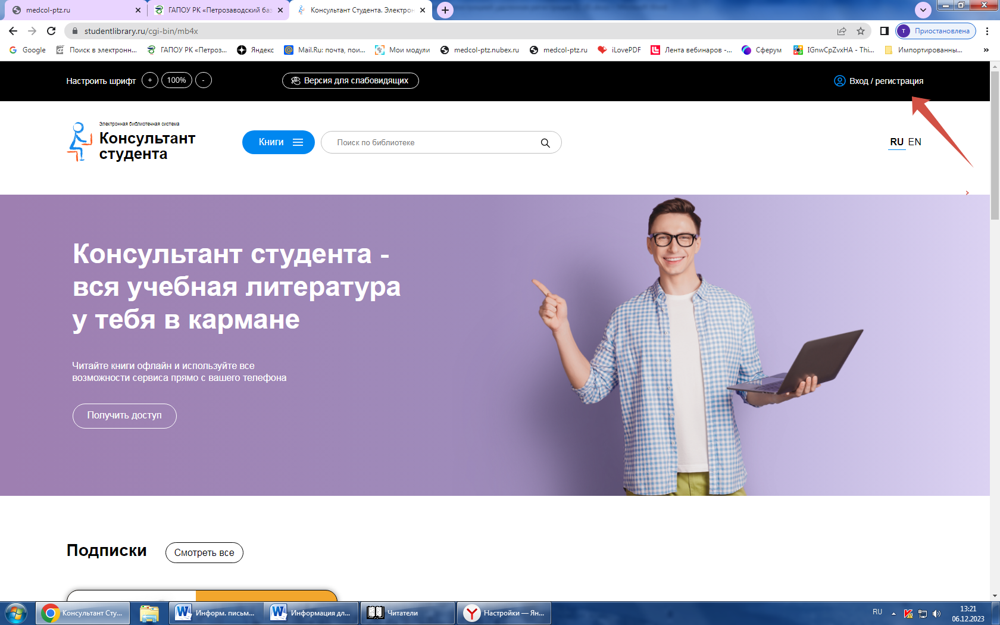 medcol-ptz.ru
ГАПОУ РК «Петрозаводский баз
Консультант Студента. Электрон
studentlibrary.ru/cgi-bin/mb4x
T
Приостановлена
Google
Поиск в электронн...
ГАПОУ РК «Петроз...
Яндекс
Mail.Ru: почта, пои...
Мои модули
medcol-ptz.nubex.ru
medcol-ptz.ru
iLovePDF
Лента вебинаров -...
Сферум
IGnwCpZvxHA - Thi...
Импортированны...
»
Настроить шрифт
+
100%
-
Версия для слабовидящих
Вход / регистрация
Электронная библиотечная система
Консультант
студента
Книги
Поиск по библиотеке
RU EN
Консультант студента -
вся учебная литература
у тебя в кармане
Читайте книги офлайн и используйте все
возможности сервиса прямо с вашего телефона
Получить доступ
Подписки
Смотреть все
Консультант Сту...
Информ. письм...
Информация дл...
Читатели
Настройки — Ян...
RU
13:21
06.12.2023